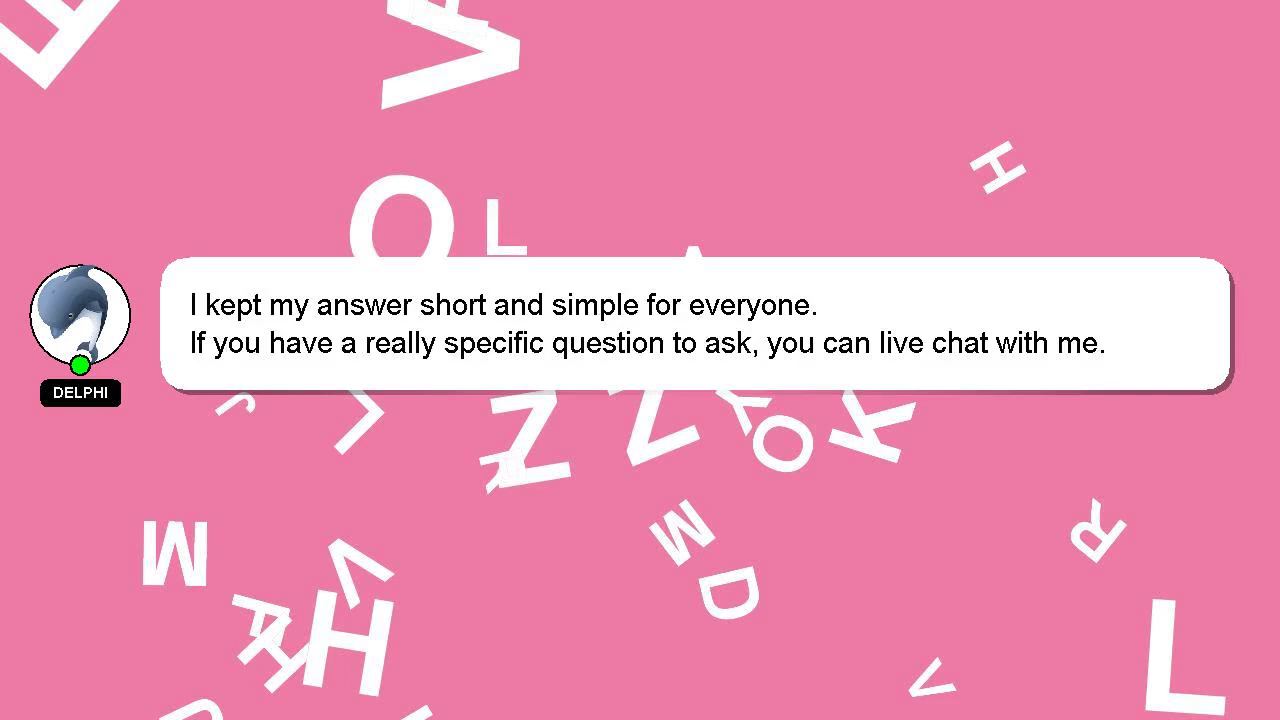 E
V
A
H
O
L
A
I kept my answer short and simple for everyone.
If you have a really specific question to ask, you can live chat with me.
DELPHI
J
L
Z
Z
Y
O
K
R
M
M
D
R
V
P
H
H
L
V